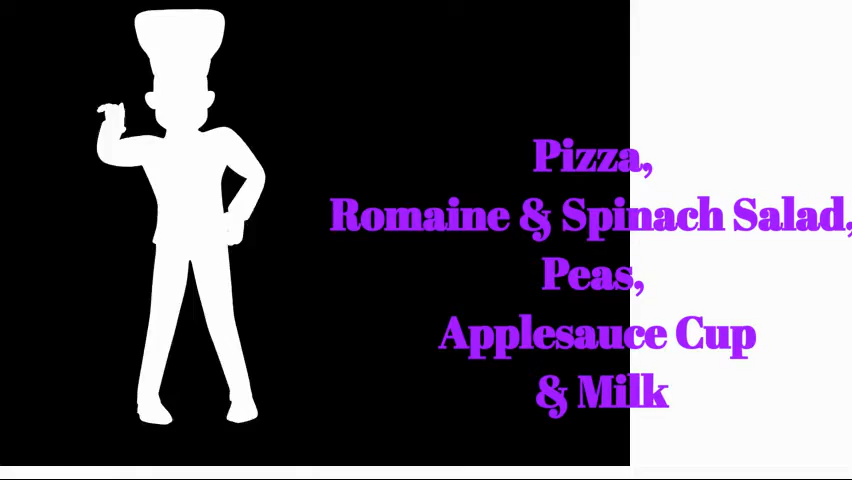 Pizza,
Romaine & Spinach Salad,
Peas,
Applesauce Cup
& Milk